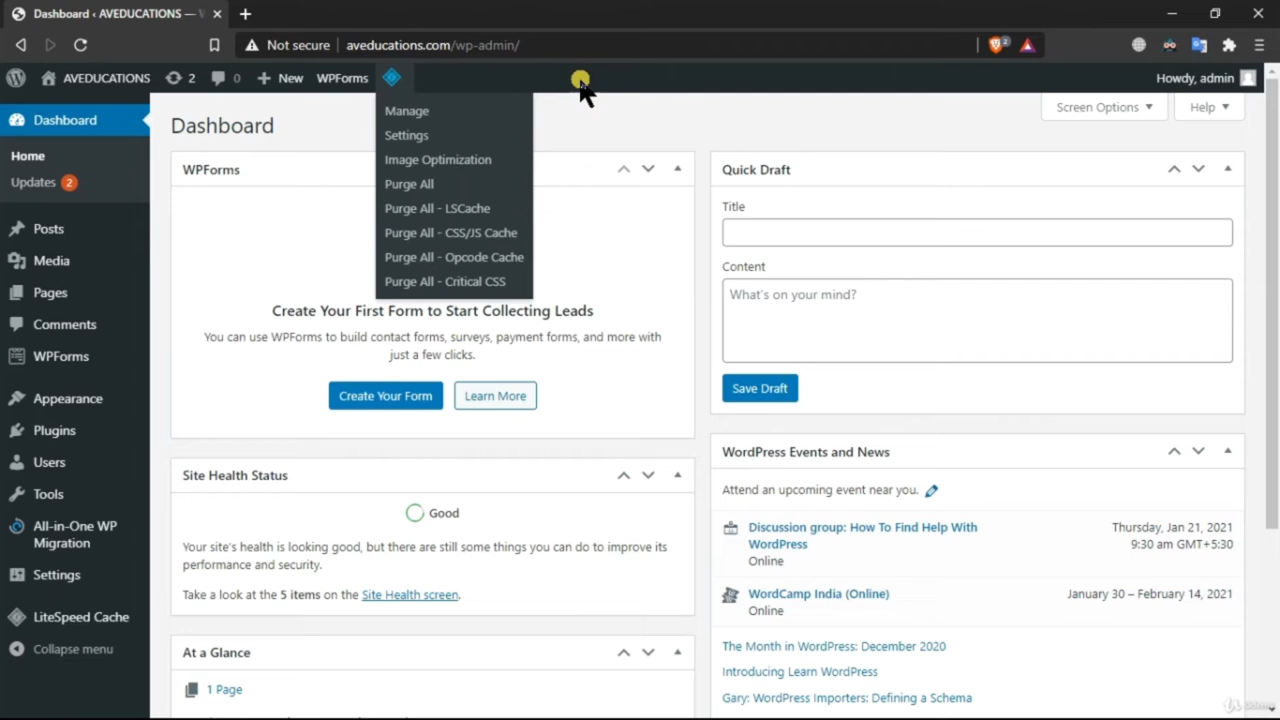 Dashboard ‹ AVEDUCATIONS —
Not secure
aveducations.com/wp-admin/
2
AVEDUCATIONS
2
0
New
WPForms
Howdy, admin
Manage
Settings
Image Optimization
Purge All
Purge All - LSCache
Purge All - CSS/JS Cache
Purge All - Opcode Cache
Purge All - Critical CSS
Dashboard
Home
Updates 2
Posts
Media
Pages
Comments
WPForms
Appearance
Plugins
Users
Tools
All-in-One WP
Migration
Settings
LiteSpeed Cache
Collapse menu
Dashboard
Screen Options
Help
WPForms
Create Your First Form to Start Collecting Leads
You can use WPForms to build contact forms, surveys, payment forms, and more with
just a few clicks.
Create Your Form
Learn More
Site Health Status
Good
Your site's health is looking good, but there are still some things you can do to improve its
performance and security.
Take a look at the 5 items on the Site Health screen.
At a Glance
1 Page
Quick Draft
Title
Content
What's on your mind?
Save Draft
WordPress Events and News
Attend an upcoming event near you.
Discussion group: How To Find Help With
WordPress
Online
Thursday, Jan 21, 2021
9:30 am GMT+5:30
WordCamp India (Online)
Online
January 30 – February 14, 2021
The Month in WordPress: December 2020
Introducing Learn WordPress
Gary: WordPress Importers: Defining a Schema